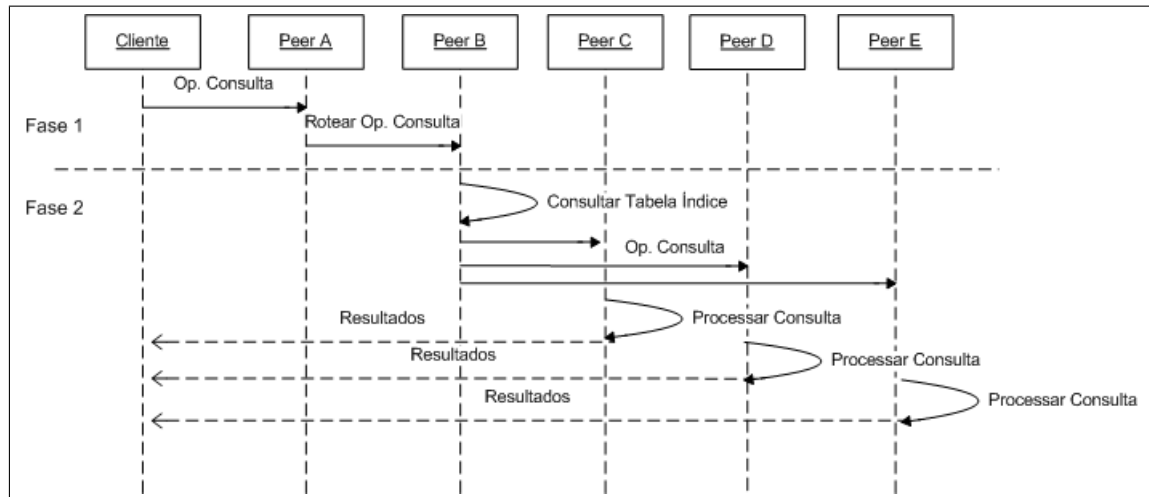 Cliente
Peer A
Peer B
Peer C
Peer D
Peer E
Op. Consulta
Fase 1
Rotear Op. Consulta
Fase 2
Consultar Tabela Índice
Op. Consulta
Resultados
Processar Consulta
Resultados
Processar Consulta
Resultados
Processar Consulta